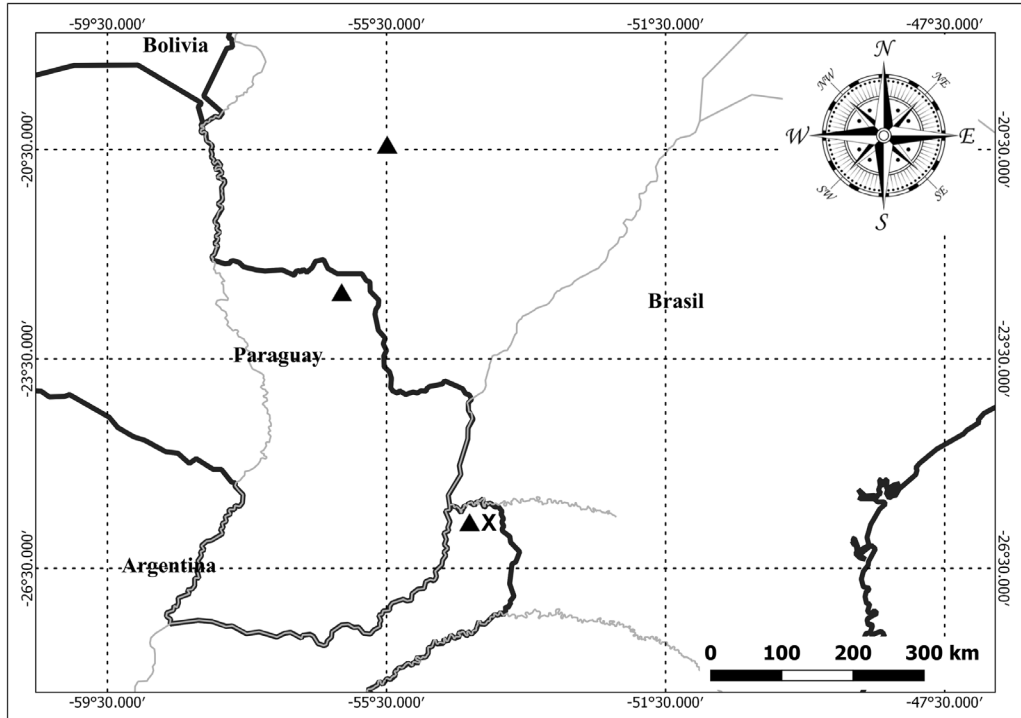 -59°30.000′ -55°30.000′ -51°30.000′ -47°30.000′
Bolivia
N
NW NE
W E
SW SE
S
-20°30.000′ -20°30.000′
Brasil
Paraguay
-23°30.000′ -23°30.000′
X
Argentina
-26°30.000′ -26°30.000′
0 100 200 300 km
-59°30.000′ -55°30.000′ -51°30.000′ -47°30.000′